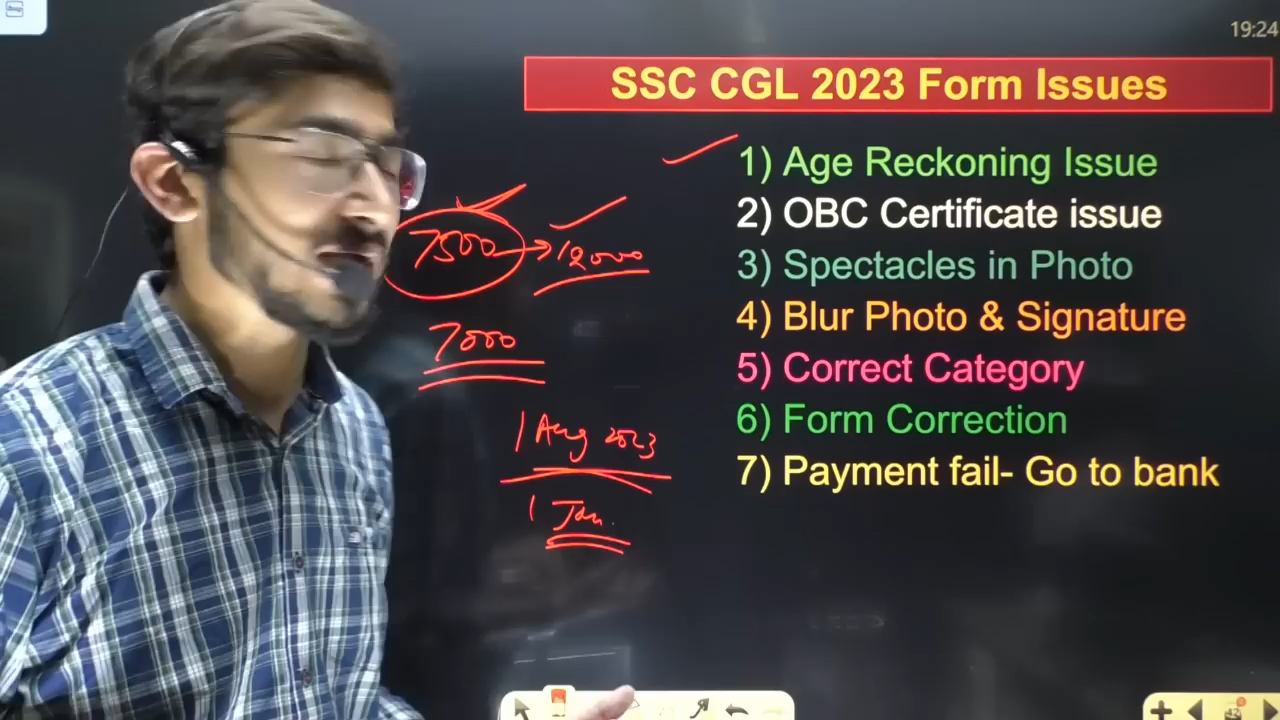 19:24
SSC CGL 2023 Form Issues
1) Age Reckoning Issue
2) OBC Certificate issue
3) Spectacles in Photo
4) Blur Photo & Signature
5) Correct Category
6) Form Correction
7) Payment fail- Go to bank
7500 → 12000
7000
1 Aug 2023
1 Jan.